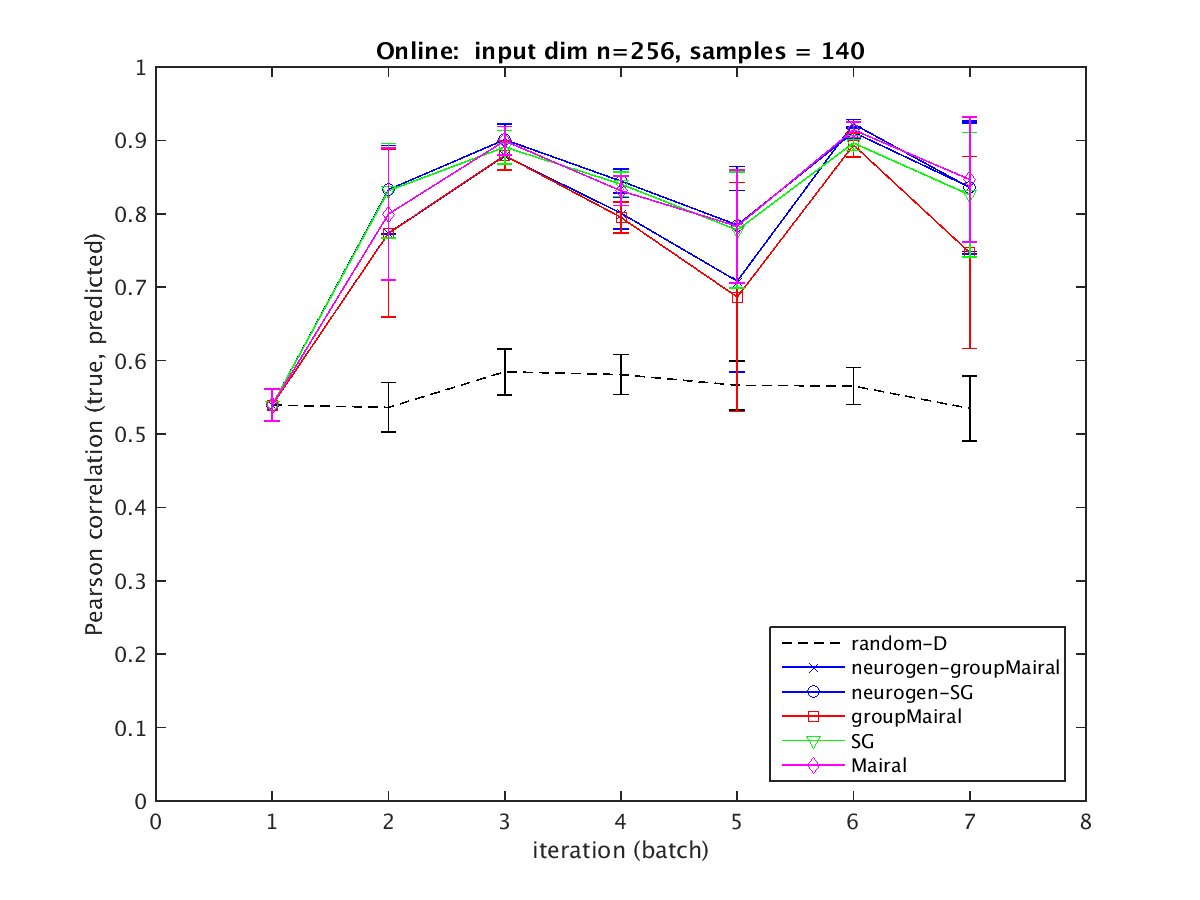 Online:  input dim n=256, samples = 140
Pearson correlation (true, predicted)
1
0.9
0.8
0.7
0.6
0.5
0.4
0.3
0.2
0.1
0
0 1 2 3 4 5 6 7 8
iteration (batch)
random-D
neurogen-groupMairal
neurogen-SG
groupMairal
SG
Mairal